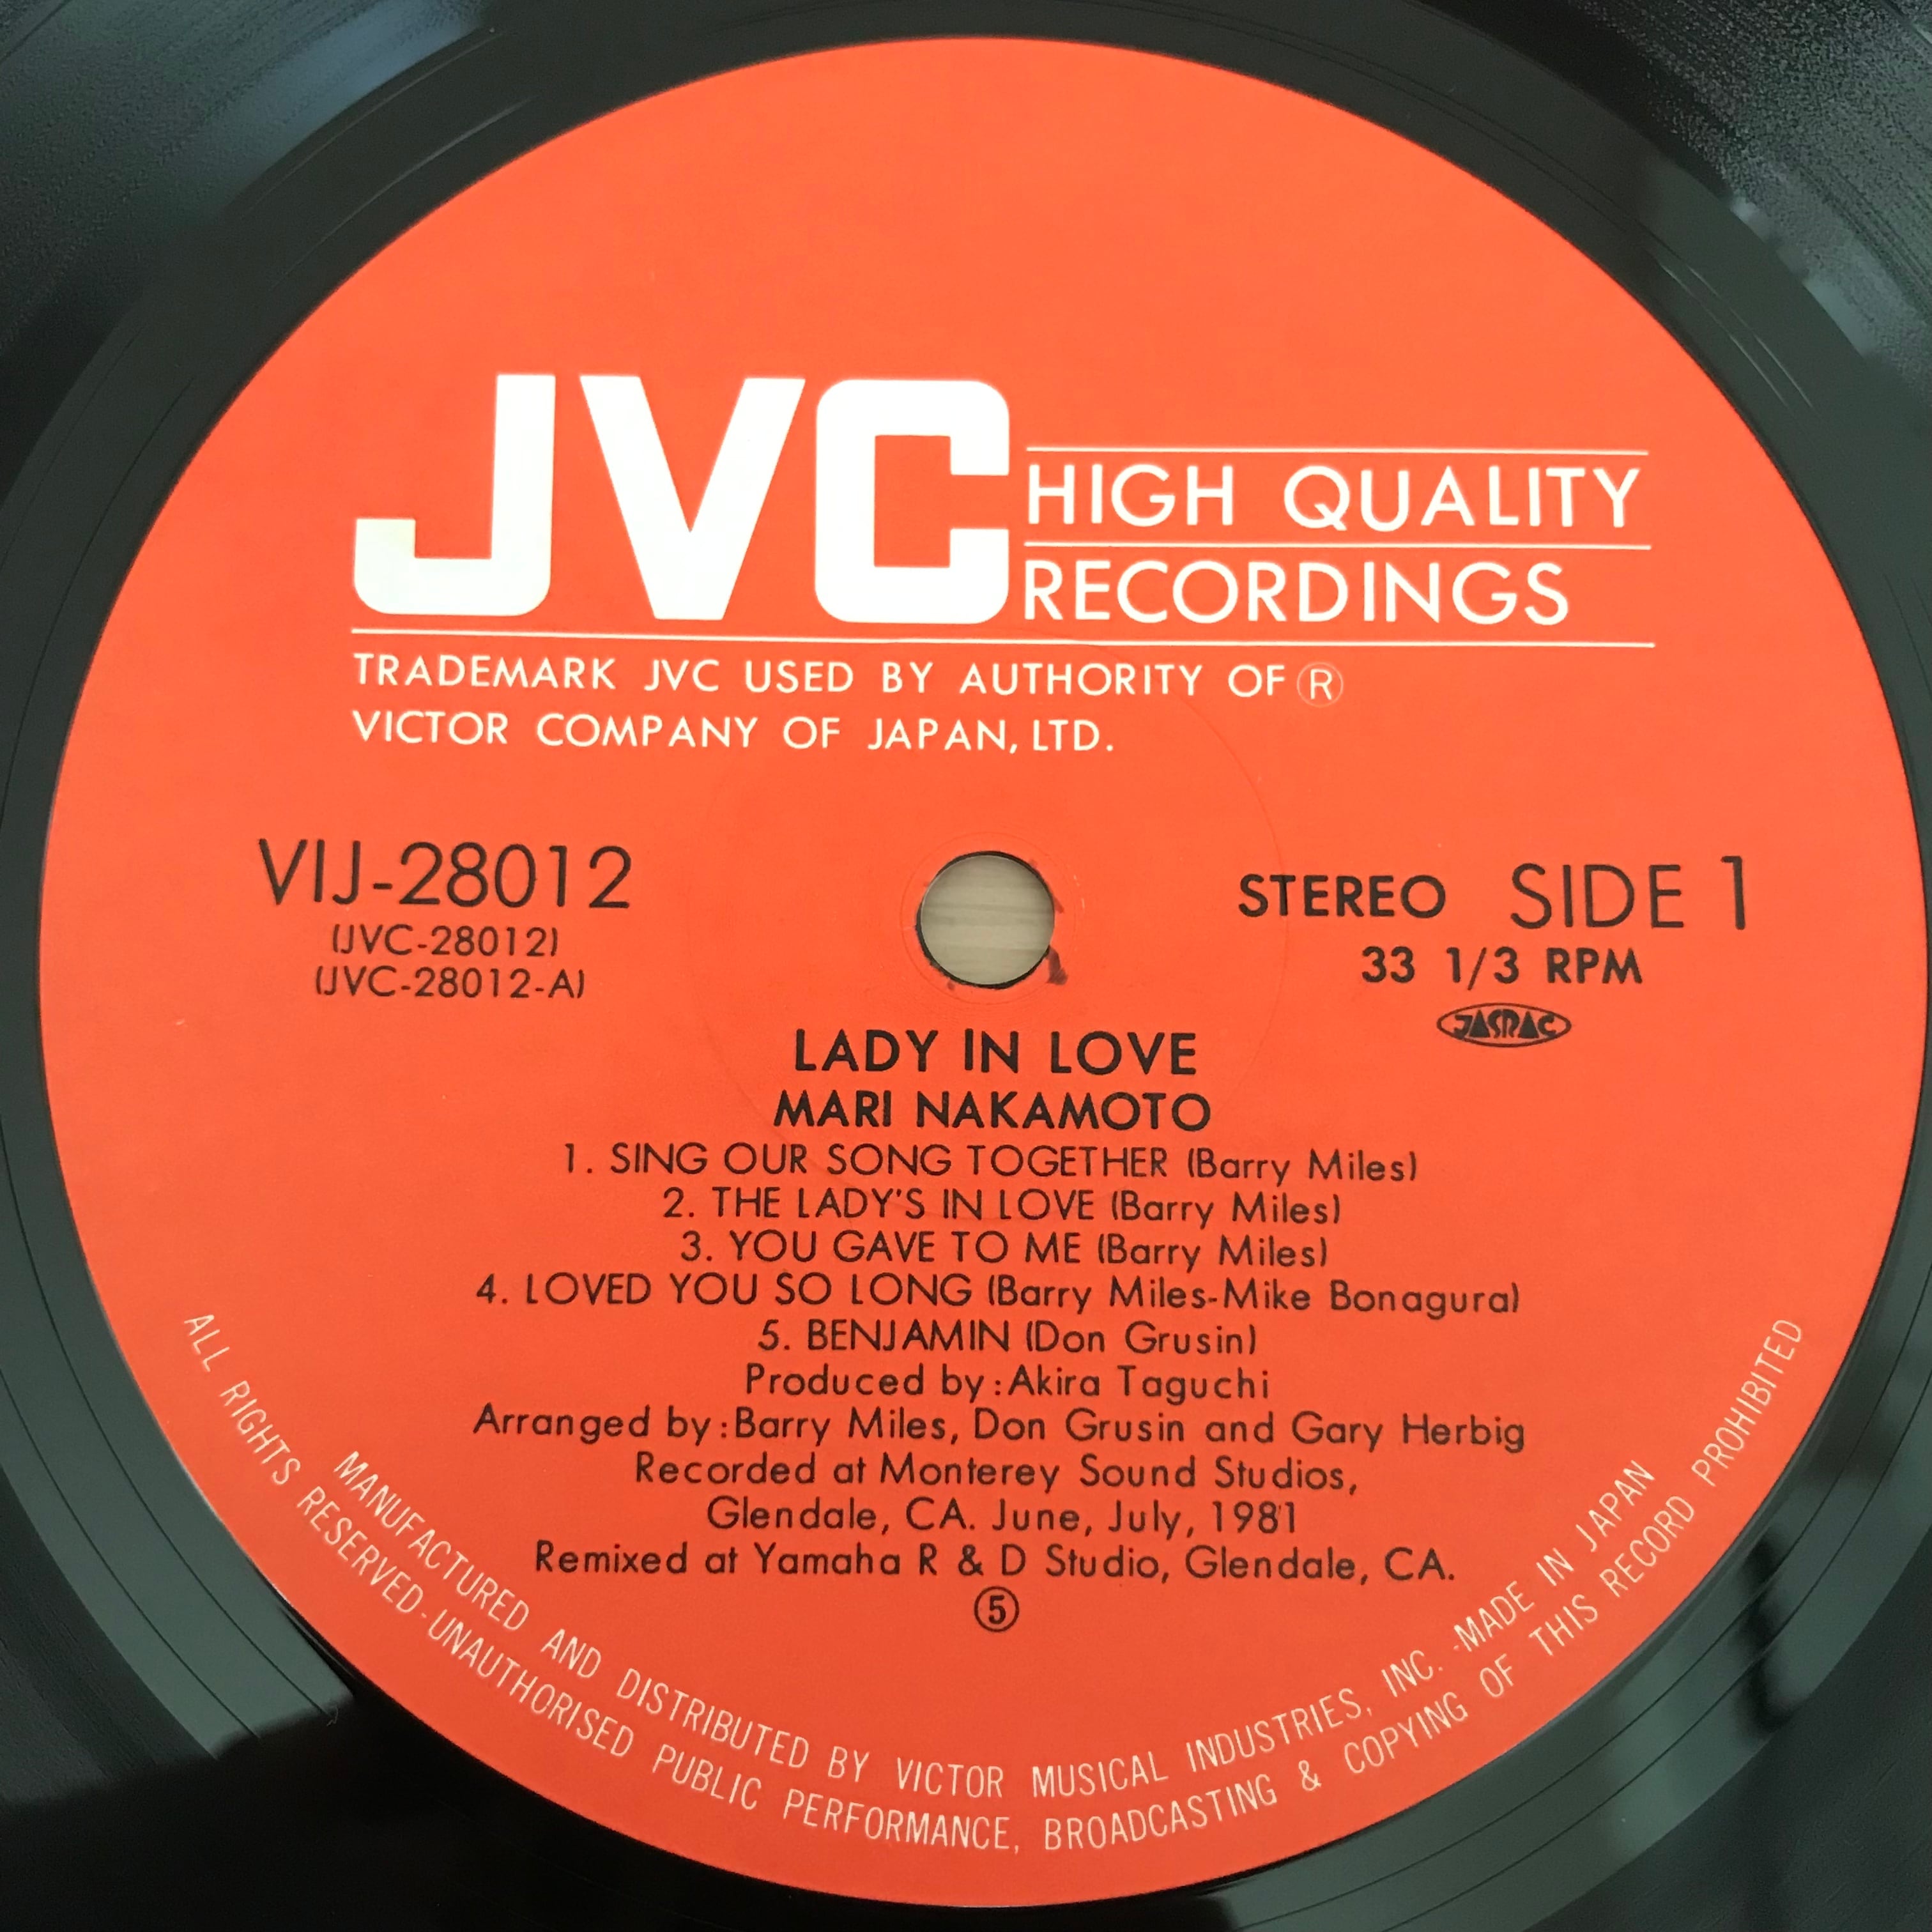 JVC HIGH QUALITY
RECORDINGS
TRADEMARK JVC USED BY AUTHORITY OF ®
VICTOR COMPANY OF JAPAN, LTD.
VIJ-28012
(JVC-28012)
(JVC-28012-A)
STEREO SIDE 1
33 1/3 RPM
JASRAC
LADY IN LOVE
MARI NAKAMOTO
1. SING OUR SONG TOGETHER (Barry Miles)
2. THE LADY'S IN LOVE (Barry Miles)
3. YOU GAVE TO ME (Barry Miles)
4. LOVED YOU SO LONG (Barry Miles-Mike Bonagura)
5. BENJAMIN (Don Grusin)
Produced by:Akira Taguchi
Arranged by:Barry Miles, Don Grusin and Gary Herbig
Recorded at Monterey Sound Studios,
Glendale, CA. June, July, 1981
Remixed at Yamaha R & D Studio, Glendale, CA.
⑤
MANUFACTURED AND DISTRIBUTED BY VICTOR MUSICAL INDUSTRIES, INC. -MADE IN JAPAN
ALL RIGHTS RESERVED-UNAUTHORISED PUBLIC PERFORMANCE, BROADCASTING & COPYING OF THIS RECORD PROHIBITED